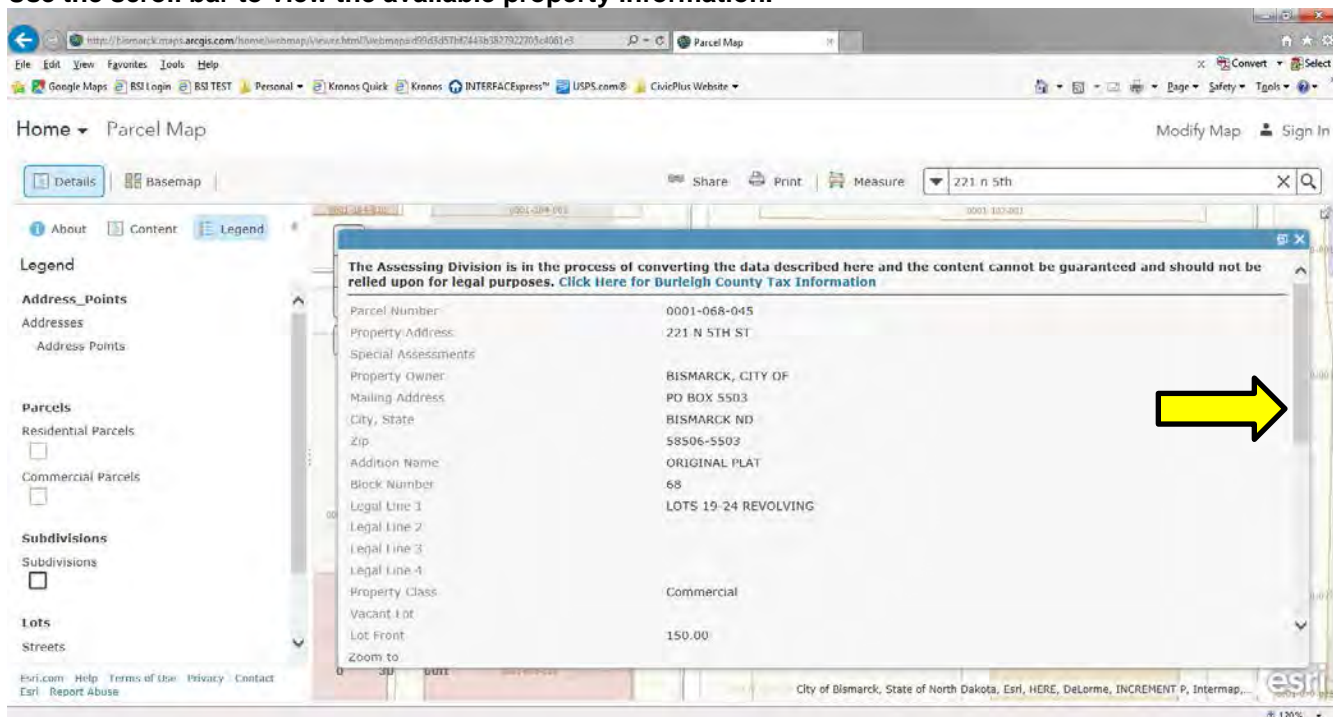 Use the scroll bar to view the available property information.
Parcel Map
File Edit View Favorites Tools Help
Convert Select
Google Maps BSI Login BSI TEST Personal Kronos Quick Kronos INTERFACExpress™ USPS.com® CivicPlus Website
Page Safety Tools
Home Parcel Map
Modify Map Sign In
Details Basemap
Share Print Measure 221 n 5th
About Content Legend
Legend
The Assessing Division is in the process of converting the data described here and the content cannot be guaranteed and should not be
relied upon for legal purposes. Click Here for Burleigh County Tax Information
Address_Points
Addresses
Address Points
Parcels
Residential Parcels
Commercial Parcels
Subdivisions
Subdivisions
Lots
Streets
Parcel Number 0001-068-045
Property Address 221 N 5TH ST
Special Assessments
Property Owner BISMARCK, CITY OF
Mailing Address PO BOX 5503
City, State BISMARCK ND
Zip 58506-5503
Addition Name ORIGINAL PLAT
Block Number 68
Legal Line 1 LOTS 19-24 REVOLVING
Legal Line 2
Legal Line 3
Legal Line 4
Property Class Commercial
Vacant Lot
Lot Front 150.00
Zoom to
Esri.com Help Terms of Use Privacy Contact
Esri Report Abuse
City of Bismarck, State of North Dakota, Esri, HERE, DeLorme, INCREMENT P, Intermap,...
esri
120%